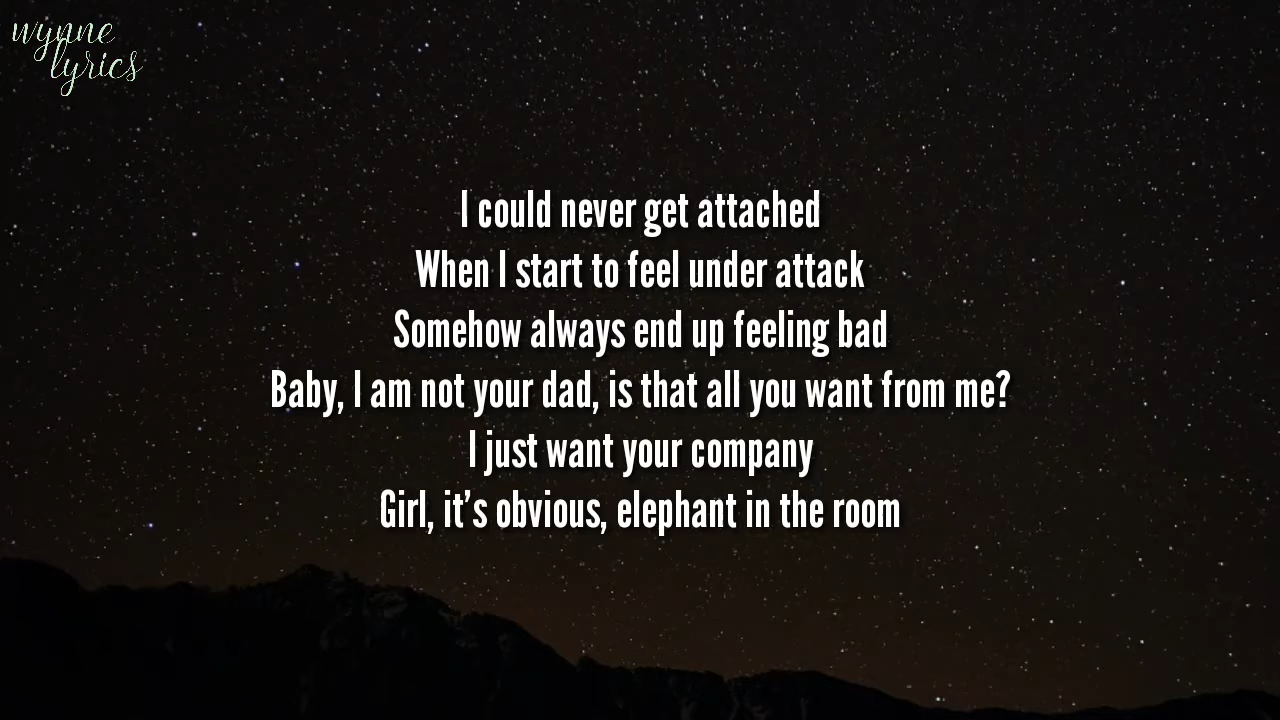 wynne
lyrics
I could never get attached
When I start to feel under attack
Somehow always end up feeling bad
Baby, I am not your dad, is that all you want from me?
I just want your company
Girl, it's obvious, elephant in the room